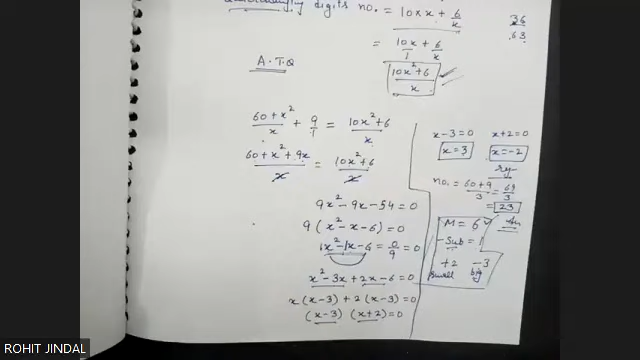 digits no. = 10xx + 6/x
= 10x/1 + 6/x
10x²+6/x
36
63
A.T.Q
60+x²/x + 9/1 = 10x²+6/x
60+x²+9x/x = 10x²+6/x
9x²-9x-54=0
9(x²-x-6)=0
1x²-1x-6=0/9=0
x²-3x+2x-6=0
x(x-3)+2(x-3)=0
(x-3) (x+2)=0
x-3=0 x+2=0
x=3 x=-2
no. = 60+9/3 = 69/3
= 23 Ans
M = 6
Sub = 1
+2 -3
small big
ROHIT JINDAL